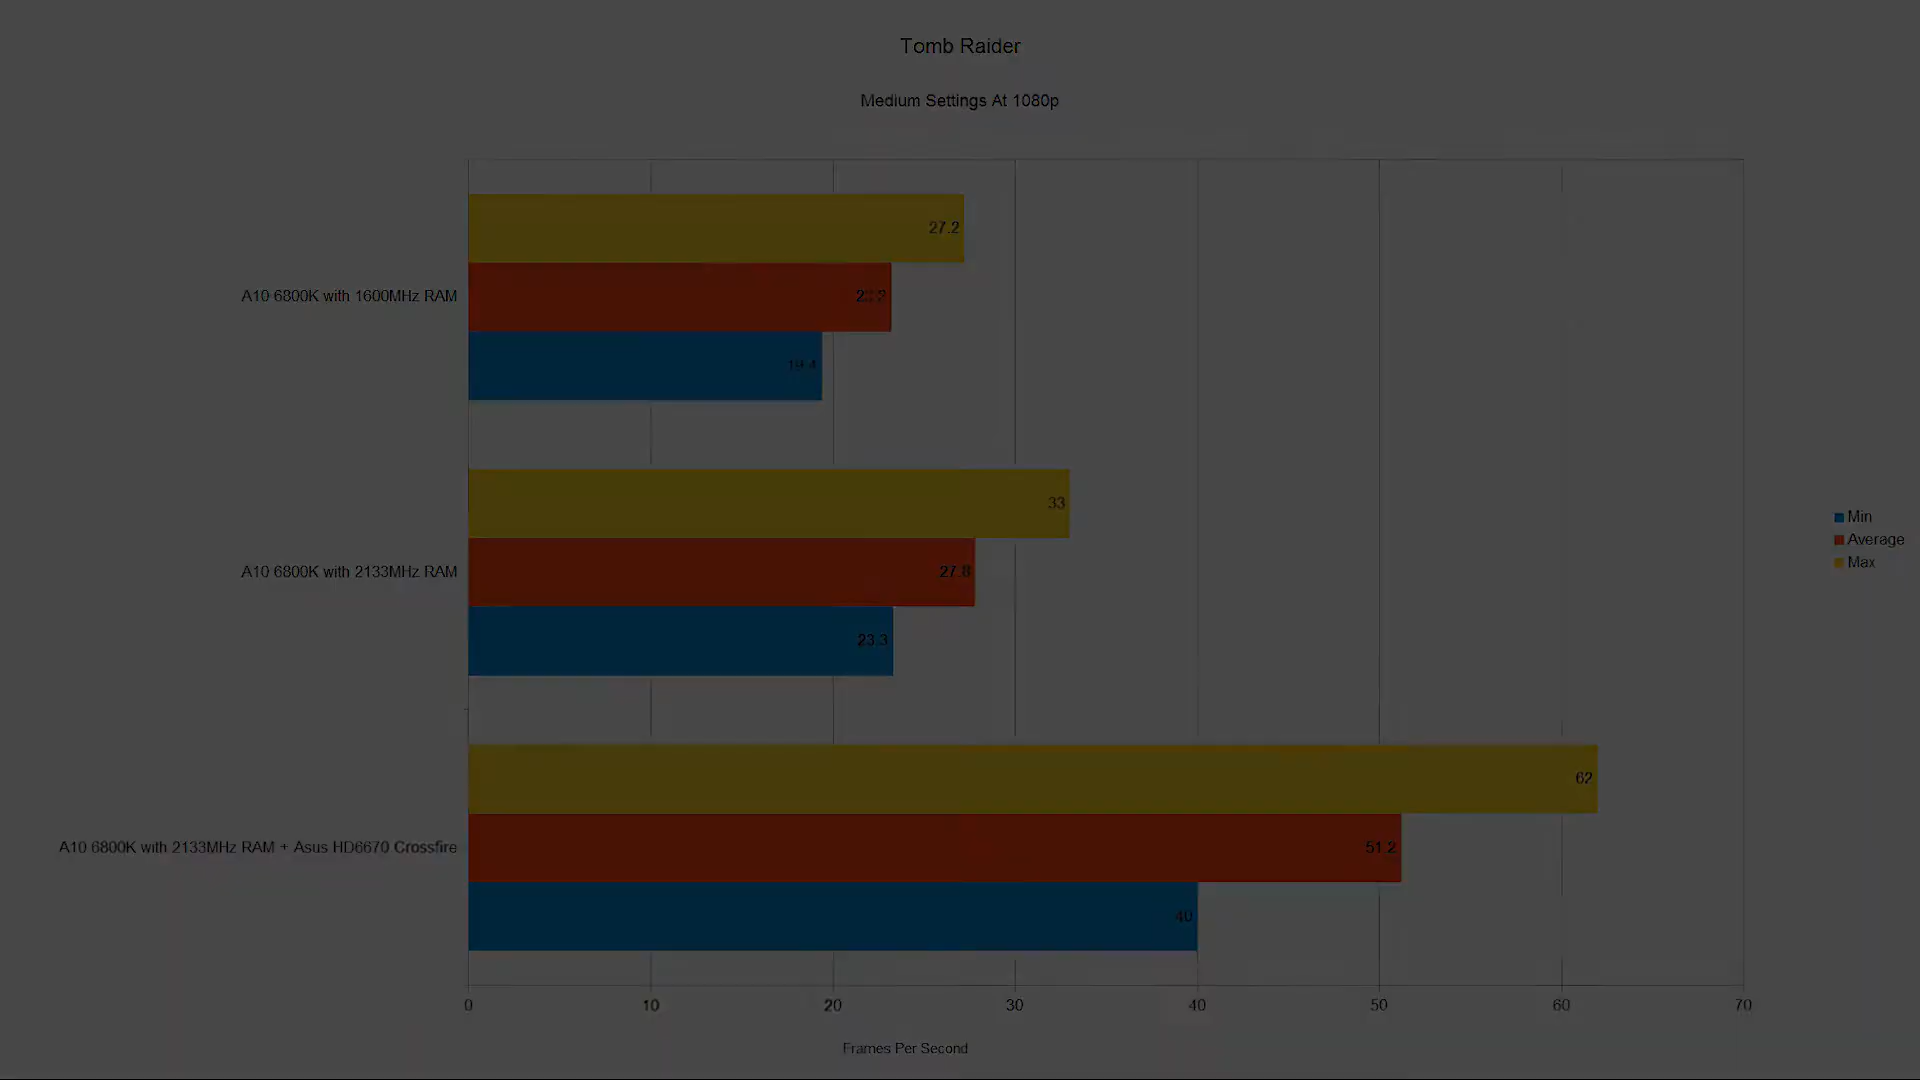 Tomb Raider
Medium Settings At 1080p
27.2
A10 6800K with 1600MHz RAM
23.2
19.4
33
A10 6800K with 2133MHz RAM
27.8
23.3
62
A10 6800K with 2133MHz RAM + Asus HD6670 Crossfire
51.2
40
Min
Average
Max
0 10 20 30 40 50 60 70
Frames Per Second